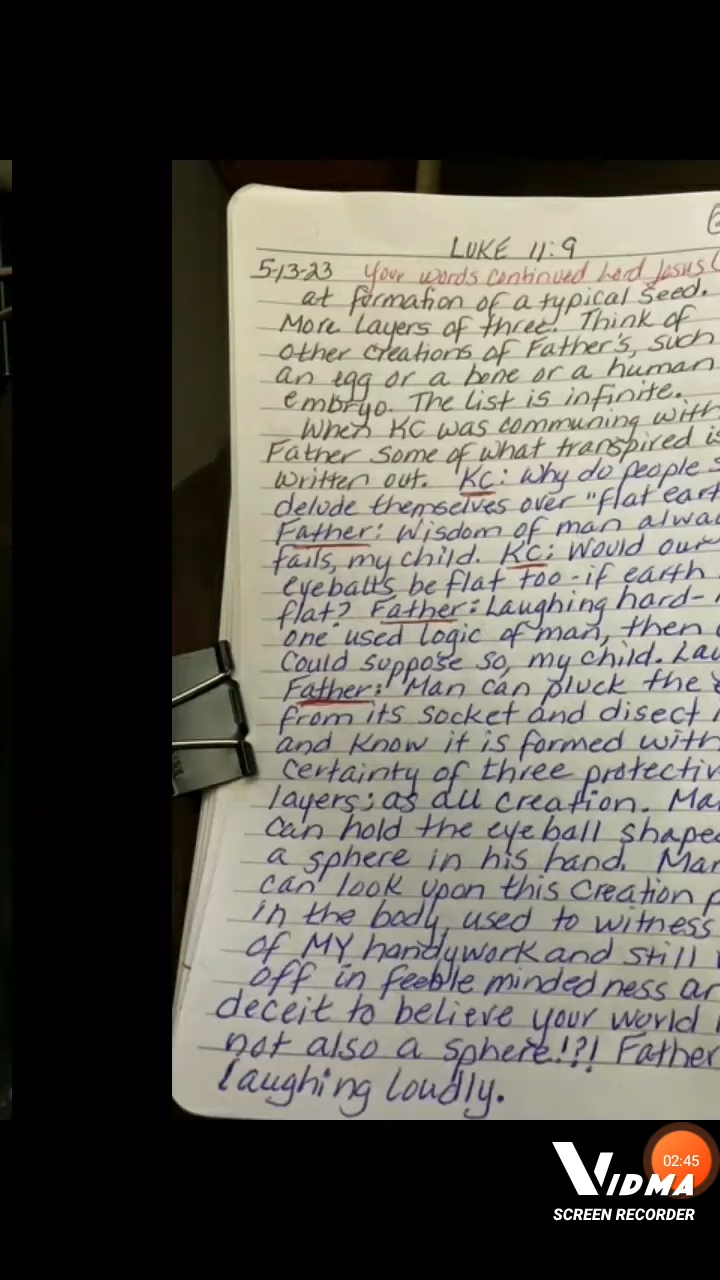 LUKE 11:9
5-13-23 Your words continued Lord Jesus
at formation of a typical seed.
More Layers of three. Think of
other creations of Father's, such
an egg or a bone or a human
embryo. The list is infinite.
When KC was communing with
Father some of what transpired is
written out. KC: Why do people
delude themselves over "flat eart
Father: Wisdom of man alwa
fails, my child. KC: Would our
eyeballs be flat too - if earth
flat? Father: Laughing hard-
one used logic of man, then
Could suppose so, my child. Lau
Father: Man can pluck the
from its socket and disect
and know it is formed with
certainty of three protectiv
layers; as all creation. Ma
can hold the eyeball shaped
a sphere in his hand. Man
can look upon this creation p
in the body, used to witness
of MY handywork and still
off in feeble mindedness an
deceit to believe your world
not also a sphere!?! Father
laughing loudly.
02:45
VIDMA
SCREEN RECORDER